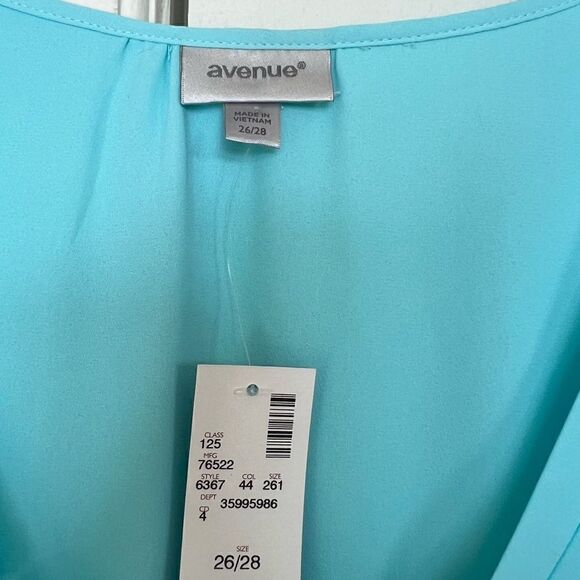 avenue®
MADE IN
VIETNAM
26/28
CLASS
125
MFG
76522
STYLE COL SIZE
6367 44 261
DEPT 35995986
CD
4
SIZE
26/28